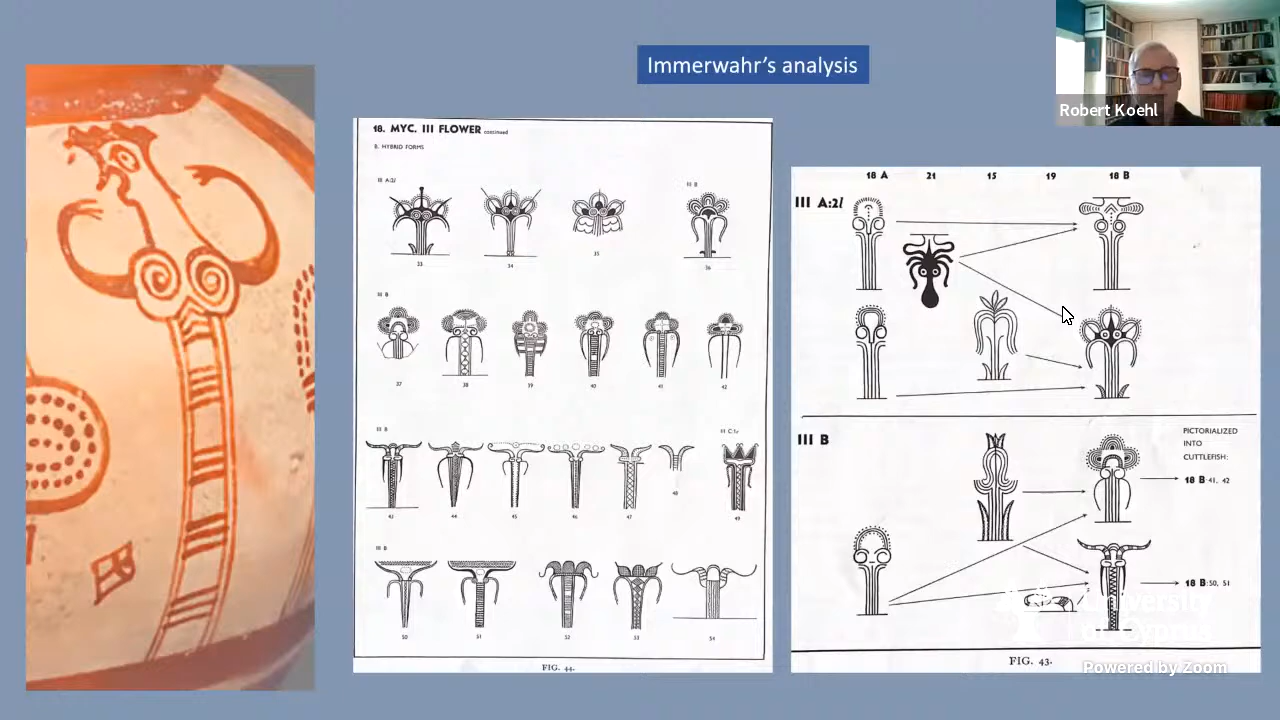 Immerwahr's analysis
Robert Koehl
18. MYC. III FLOWER continued
B. HYBRID FORMS
III A:2l
III B
33
34
35
36
III B
37
38
39
40
41
42
III B
III C:1e
43
44
45
46
47
48
49
III B
50
51
52
53
54
FIG. 44.
18 A 21 15 19 18 B
III A:2l
III B
PICTORIALIZED
INTO
CUTTLEFISH:
18 B:41, 42
18 B:50, 51
University
of Cyprus
FIG. 43.
Powered by Zoom